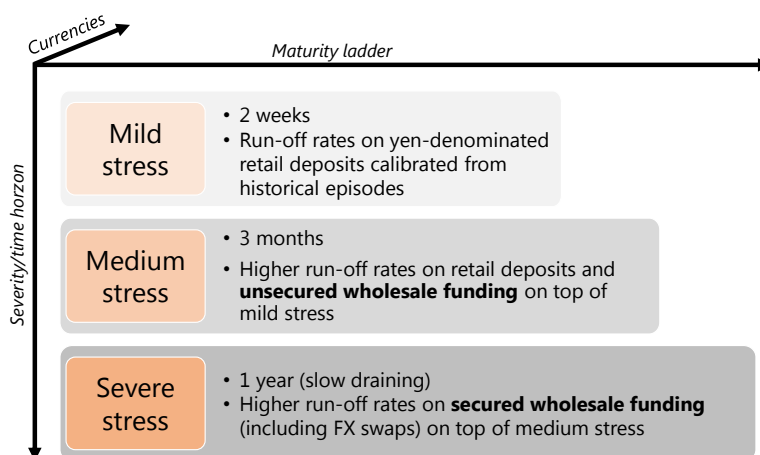 Currencies
Maturity ladder
Severity/time horzon
Mild
stress
• 2 weeks
• Run-off rates on yen-denominated
retail deposits calibrated from
historical episodes
Medium
stress
• 3 months
• Higher run-off rates on retail deposits and
unsecured wholesale funding on top of
mild stress
Severe
stress
• 1 year (slow draining)
• Higher run-off rates on secured wholesale funding
(including FX swaps) on top of medium stress